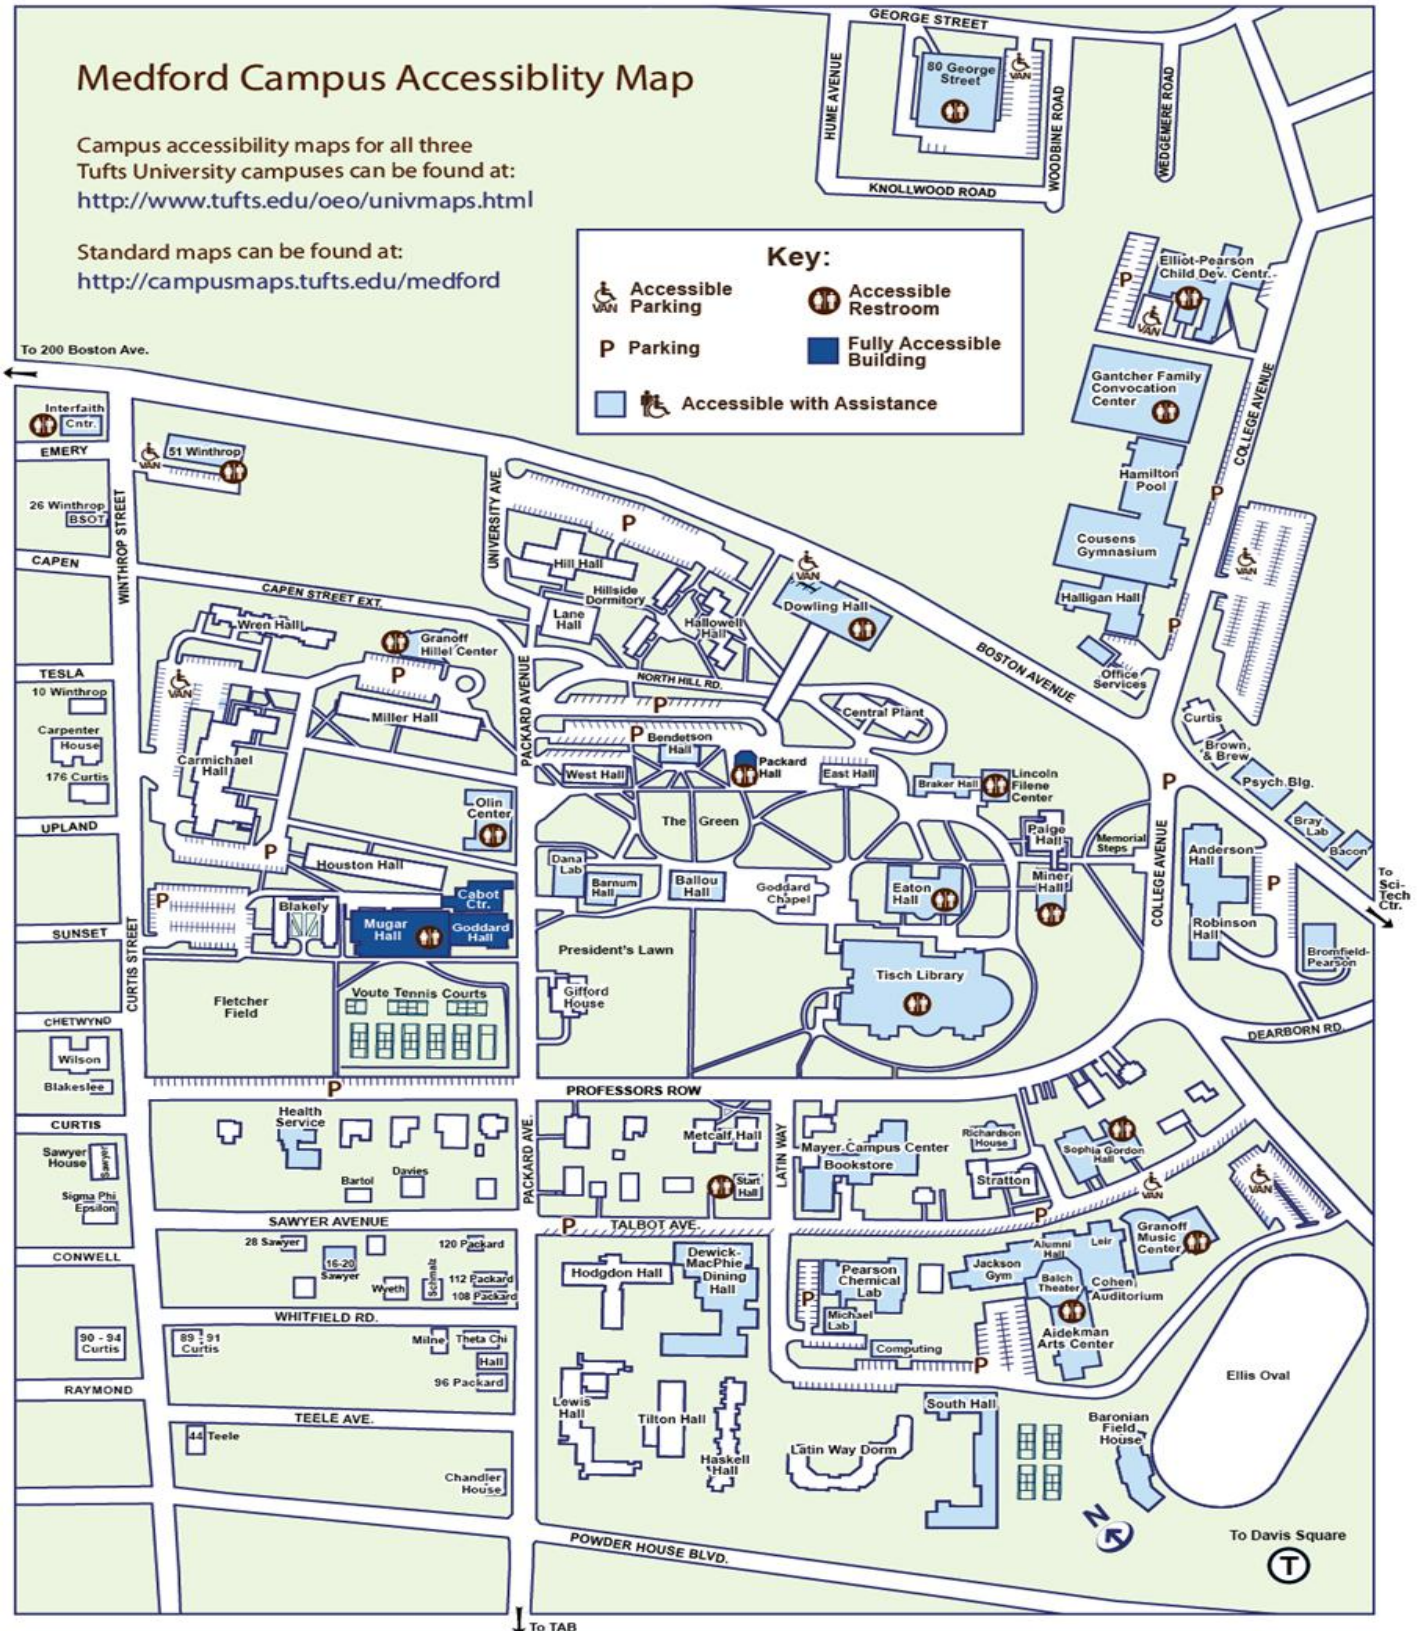 Medford Campus Accessiblity Map
Campus accessibility maps for all three
Tufts University campuses can be found at:
http://www.tufts.edu/oeo/univmaps.html
Standard maps can be found at:
http://campusmaps.tufts.edu/medford
GEORGE STREET
HUME AVENUE
80 George
Street
VAN
WOODBINE ROAD
WEDGEMERE ROAD
KNOLLWOOD ROAD
Key:
VAN
Accessible
Parking
Accessible
Restroom
P Parking
Fully Accessible
Building
Accessible with Assistance
Elliot-Pearson
Child Dev. Centr.
P
VAN
Gantcher Family
Convocation
Center
COLLEGE AVENUE
Hamilton
Pool
P
Cousens
Gymnasium
VAN
Halligan Hall
P
Office
Services
To 200 Boston Ave.
Interfaith
Cntr.
EMERY
VAN
51 Winthrop
26 Winthrop
BSOT
WINTHROP STREET
CAPEN
UNIVERSITY AVE.
P
Hill Hall
Hillside
Dormitory
Lane
Hall
Hallowell
Hall
VAN
Dowling Hall
BOSTON AVENUE
CAPEN STREET EXT.
Wren Hall
Granoff
Hillel Center
P
VAN
Miller Hall
PACKARD AVENUE
NORTH HILL RD.
P
P
Central Plant
TESLA
10 Winthrop
Carpenter
House
176 Curtis
UPLAND
Carmichael
Hall
Bendetson
Hall
West Hall
Packard
Hall
East Hall
Braker Hall
Lincoln
Filene
Center
Curtis
Brown
& Brew
Psych.Blg.
P
Bray
Lab
Bacon
To
Sci-
Tech
Ctr.
Olin
Center
The Green
Paige
Hall
Memorial
Steps
COLLEGE AVENUE
Anderson
Hall
P
P
Houston Hall
Dana
Lab
Barnum
Hall
Ballou
Hall
Goddard
Chapel
Eaton
Hall
Miner
Hall
Robinson
Hall
Bromfield-
Pearson
P
Blakely
Cabot
Ctr.
Mugar
Hall
Goddard
Hall
SUNSET
CURTIS STREET
President's Lawn
Tisch Library
Fletcher
Field
Voute Tennis Courts
Gifford
House
CHETWYND
Wilson
Blakeslee
DEARBORN RD.
P
PROFESSORS ROW
CURTIS
Health
Service
PACKARD AVE.
Metcalf Hall
LATIN WAY
Mayer Campus Center
Bookstore
Richardson
House
Sophia Gordon
Hall
Sawyer
House
Sawyer
Sigma Phi
Epsilon
Bartol
Davies
Start
Hall
Stratton
VAN
VAN
P
SAWYER AVENUE
P
TALBOT AVE.
CONWELL
28 Sawyer
16-20
Sawyer
120 Packard
Wyeth
Schmalz
112 Packard
108 Packard
WHITFIELD RD.
Hodgdon Hall
Dewick-
MacPhie
Dining
Hall
P
Pearson
Chemical
Lab
Michael
Lab
Computing
P
Jackson
Gym
Alumni
Hall
Leir
Balch
Theater
Cohen
Auditorium
Granoff
Music
Center
Aidekman
Arts Center
90 - 94
Curtis
89 - 91
Curtis
Milne
Theta Chi
Hall
96 Packard
RAYMOND
TEELE AVE.
44 Teele
Chandler
House
Lewis
Hall
Tilton Hall
Haskell
Hall
Latin Way Dorm
South Hall
Baronian
Field
House
Ellis Oval
N
To Davis Square
T
POWDER HOUSE BLVD.
To TAB